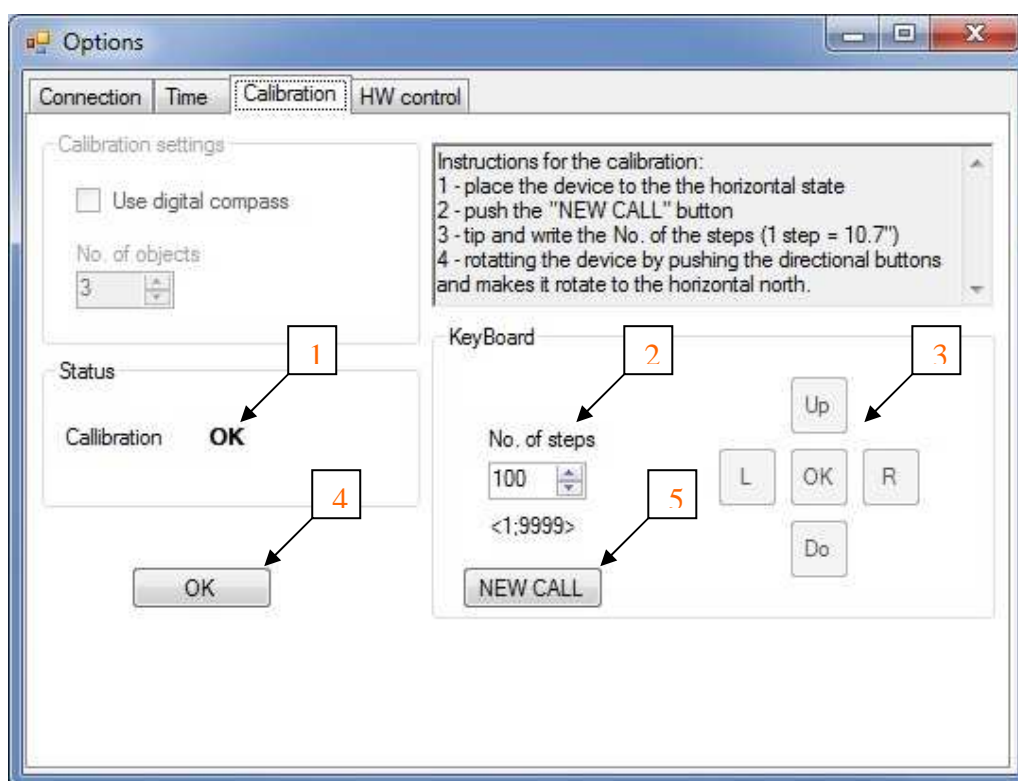 Options
Connection Time Calibration HW control
Calibration settings
Use digital compass
No. of objects
3
Instructions for the calibration:
1 - place the device to the the horizontal state
2 - push the "NEW CALL" button
3 - tip and write the No. of the steps (1 step = 10.7")
4 - rotatting the device by pushing the directional buttons
and makes it rotate to the horizontal north.
1
Status
Callibration OK
4
OK
KeyBoard
2
3
No. of steps
100
<1;9999>
5
NEW CALL
Up
L OK R
Do